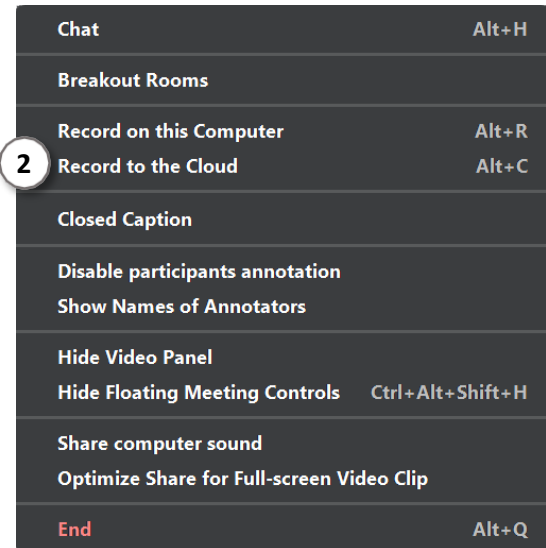 Chat Alt+H
Breakout Rooms
Record on this Computer Alt+R
2 Record to the Cloud Alt+C
Closed Caption
Disable participants annotation
Show Names of Annotators
Hide Video Panel
Hide Floating Meeting Controls Ctrl+Alt+Shift+H
Share computer sound
Optimize Share for Full-screen Video Clip
End Alt+Q